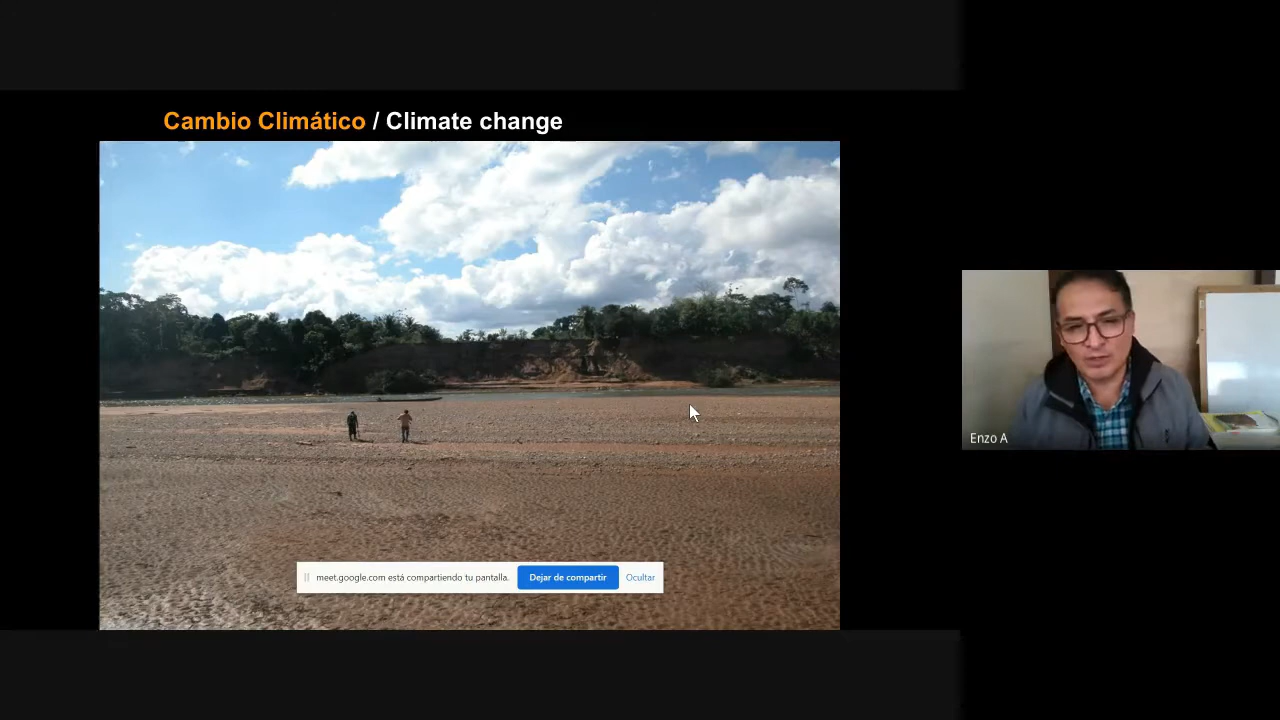 Cambio Climático / Climate change
Enzo A
meet.google.com está compartiendo tu pantalla. Dejar de compartir Ocultar